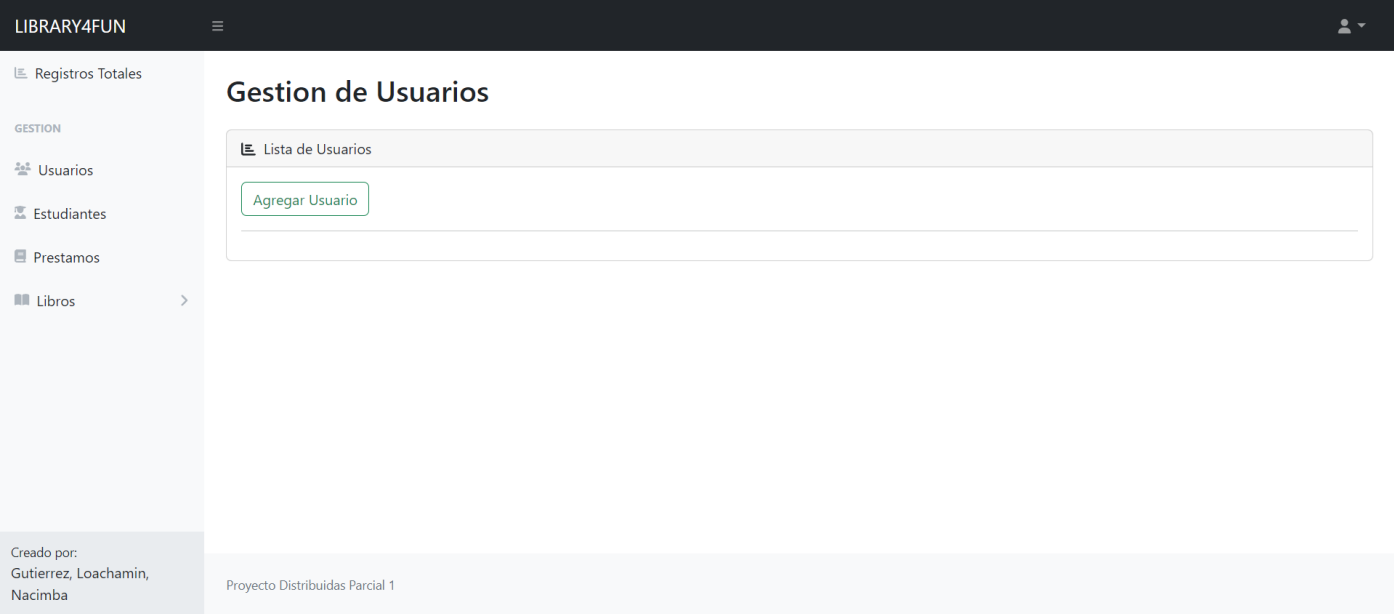 LIBRARY4FUN
Registros Totales
GESTION
Usuarios
Estudiantes
Prestamos
Libros
Creado por:
Gutierrez, Loachamin,
Nacimba
Gestion de Usuarios
Lista de Usuarios
Agregar Usuario
Proyecto Distribuidas Parcial 1